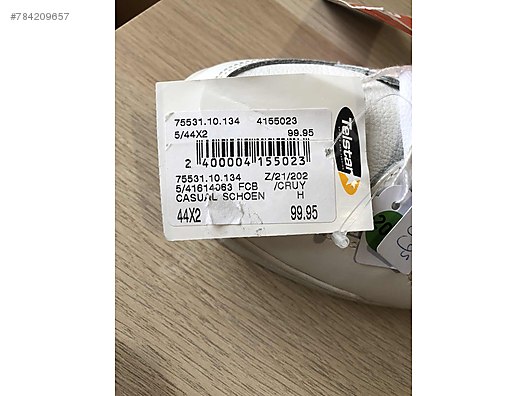 #784209657
75531.10.134 4155023
5/44X2 99.95
2 400004 155023
75531.10.134 Z/21/202
5/41614063 FCB /CRUY
CASUAL SCHOEN H
44X2 99.95
Telstar